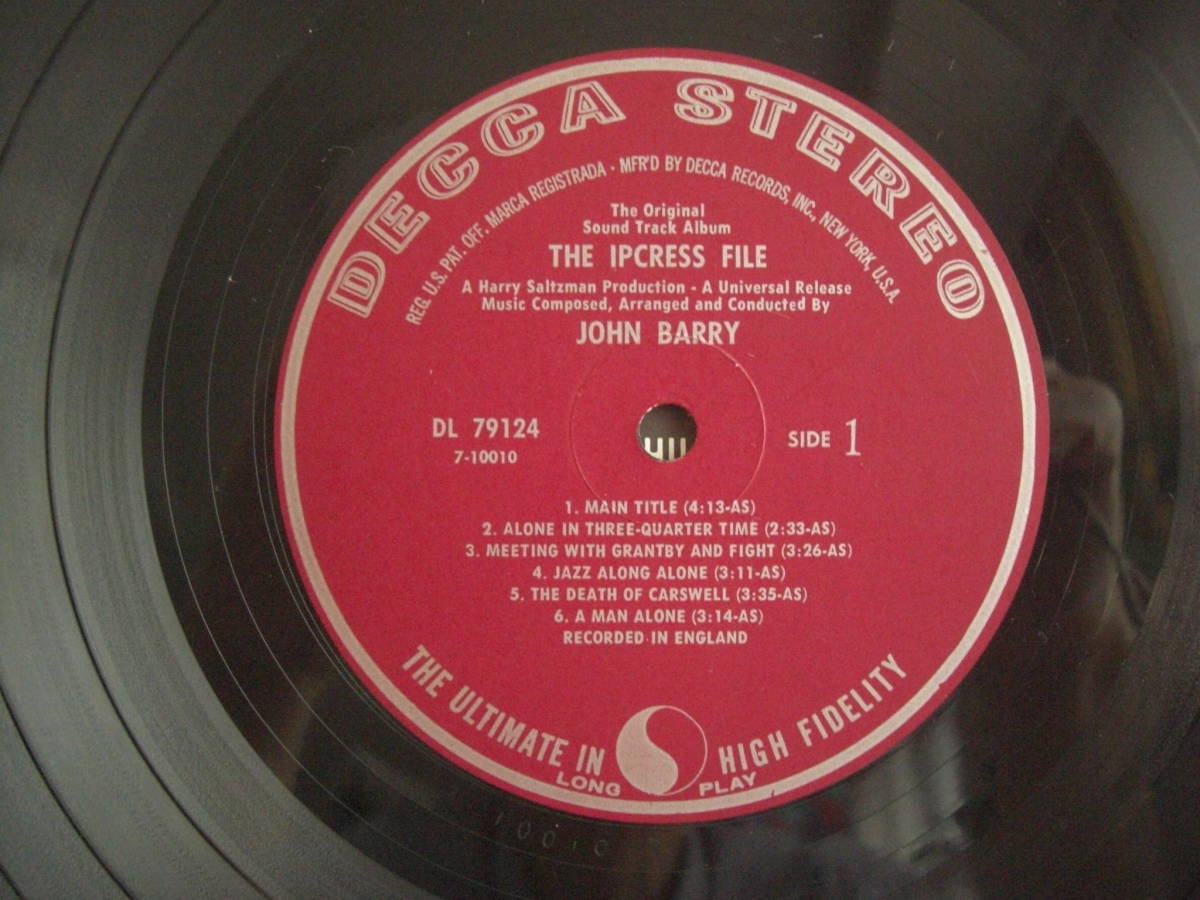 DECCA STEREO
REG. U.S. PAT. OFF. MARCA REGISTRADA · MFR'D BY DECCA RECORDS, INC., NEW YORK, U.S.A.
The Original
Sound Track Album
THE IPCRESS FILE
A Harry Saltzman Production - A Universal Release
Music Composed, Arranged and Conducted By
JOHN BARRY
DL 79124
7-10010
SIDE 1
1. MAIN TITLE (4:13-AS)
2. ALONE IN THREE-QUARTER TIME (2:33-AS)
3. MEETING WITH GRANTBY AND FIGHT (3:26-AS)
4. JAZZ ALONG ALONE (3:11-AS)
5. THE DEATH OF CARSWELL (3:35-AS)
6. A MAN ALONE (3:14-AS)
RECORDED IN ENGLAND
THE ULTIMATE IN HIGH FIDELITY
LONG PLAY
10010